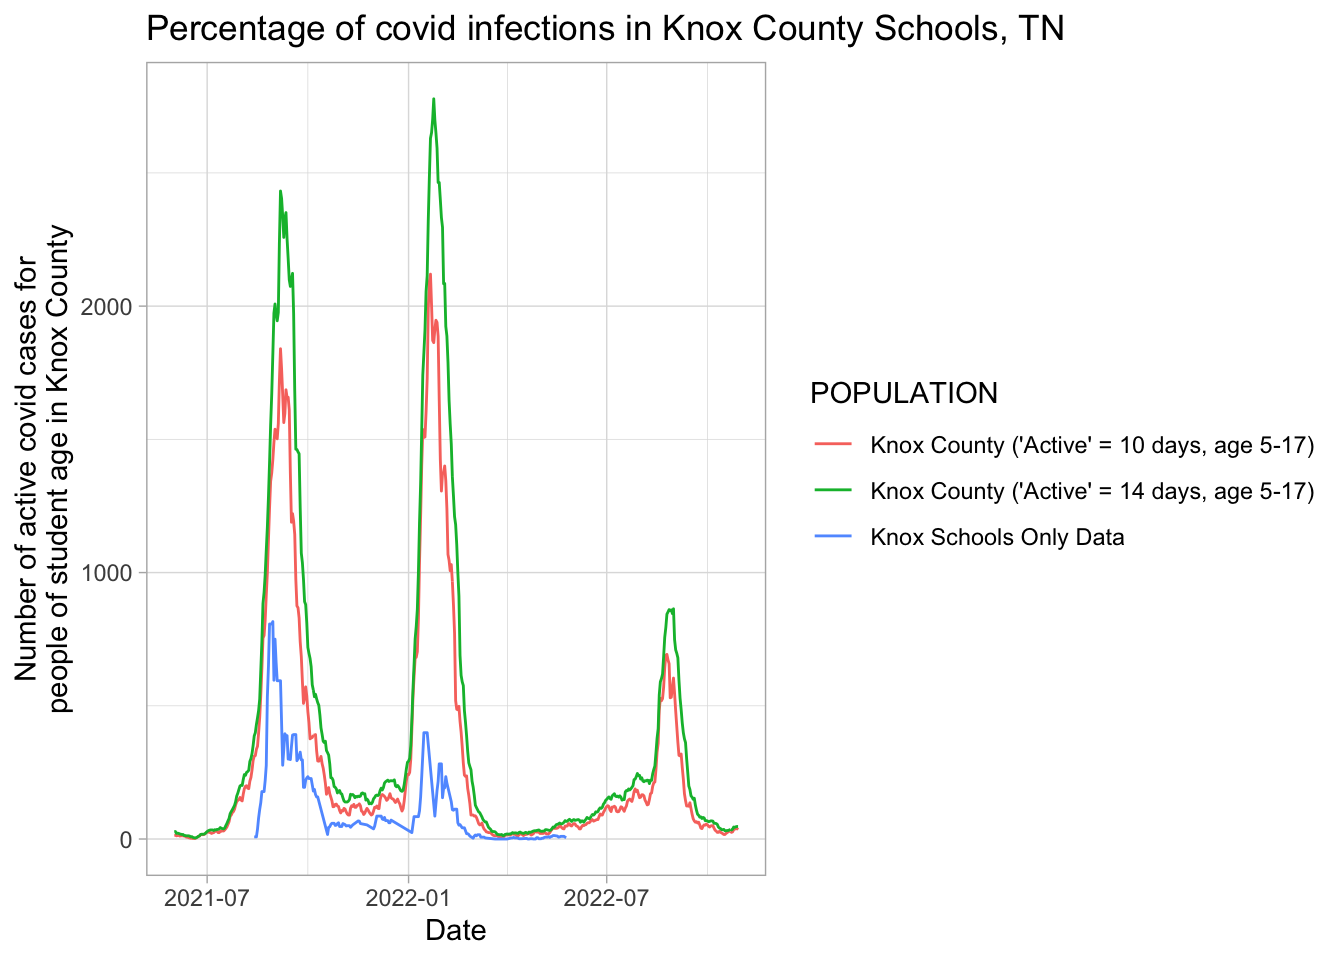 Percentage of covid infections in Knox County Schools, TN
Number of active covid cases for
people of student age in Knox County
2000
1000
0
2021-07
2022-01
2022-07
Date
POPULATION
Knox County ('Active' = 10 days, age 5-17)
Knox County ('Active' = 14 days, age 5-17)
Knox Schools Only Data